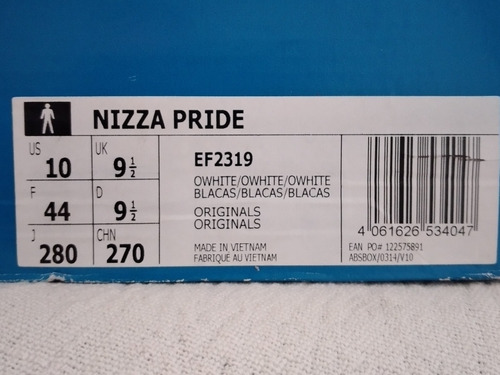 NIZZA PRIDE
US 10 UK 9 1/2
F 44 D 9 1/2
J 280 CHN 270
EF2319
OWHITE/OWHITE/OWHITE
BLACAS/BLACAS/BLACAS
ORIGINALS
ORIGINALS
MADE IN VIETNAM
FABRIQUÉ AU VIETNAM
4 061626 534047
EAN PO# 122575891
ABSBOX/0314/V10